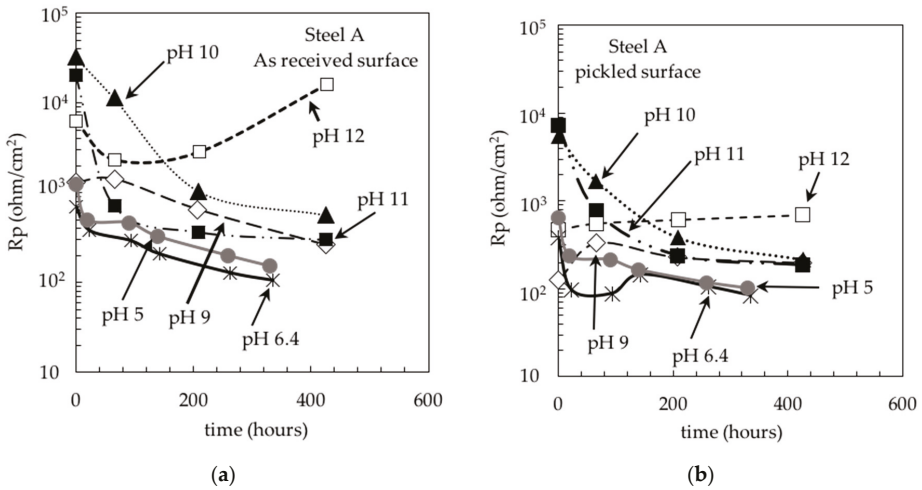 10⁵
Steel A
As received surface
pH 10
10⁴
pH 12
Rp (ohm/cm²)
10³
pH 11
10²
pH 5
pH 9
pH 6.4
10
0
200
400
600
time (hours)
(a)
10⁵
Steel A
pickled surface
10⁴
pH 10
pH 11
pH 12
Rp (ohm/cm²)
10³
10²
pH 5
pH 9
pH 6.4
10
0
200
400
600
time (hours)
(b)